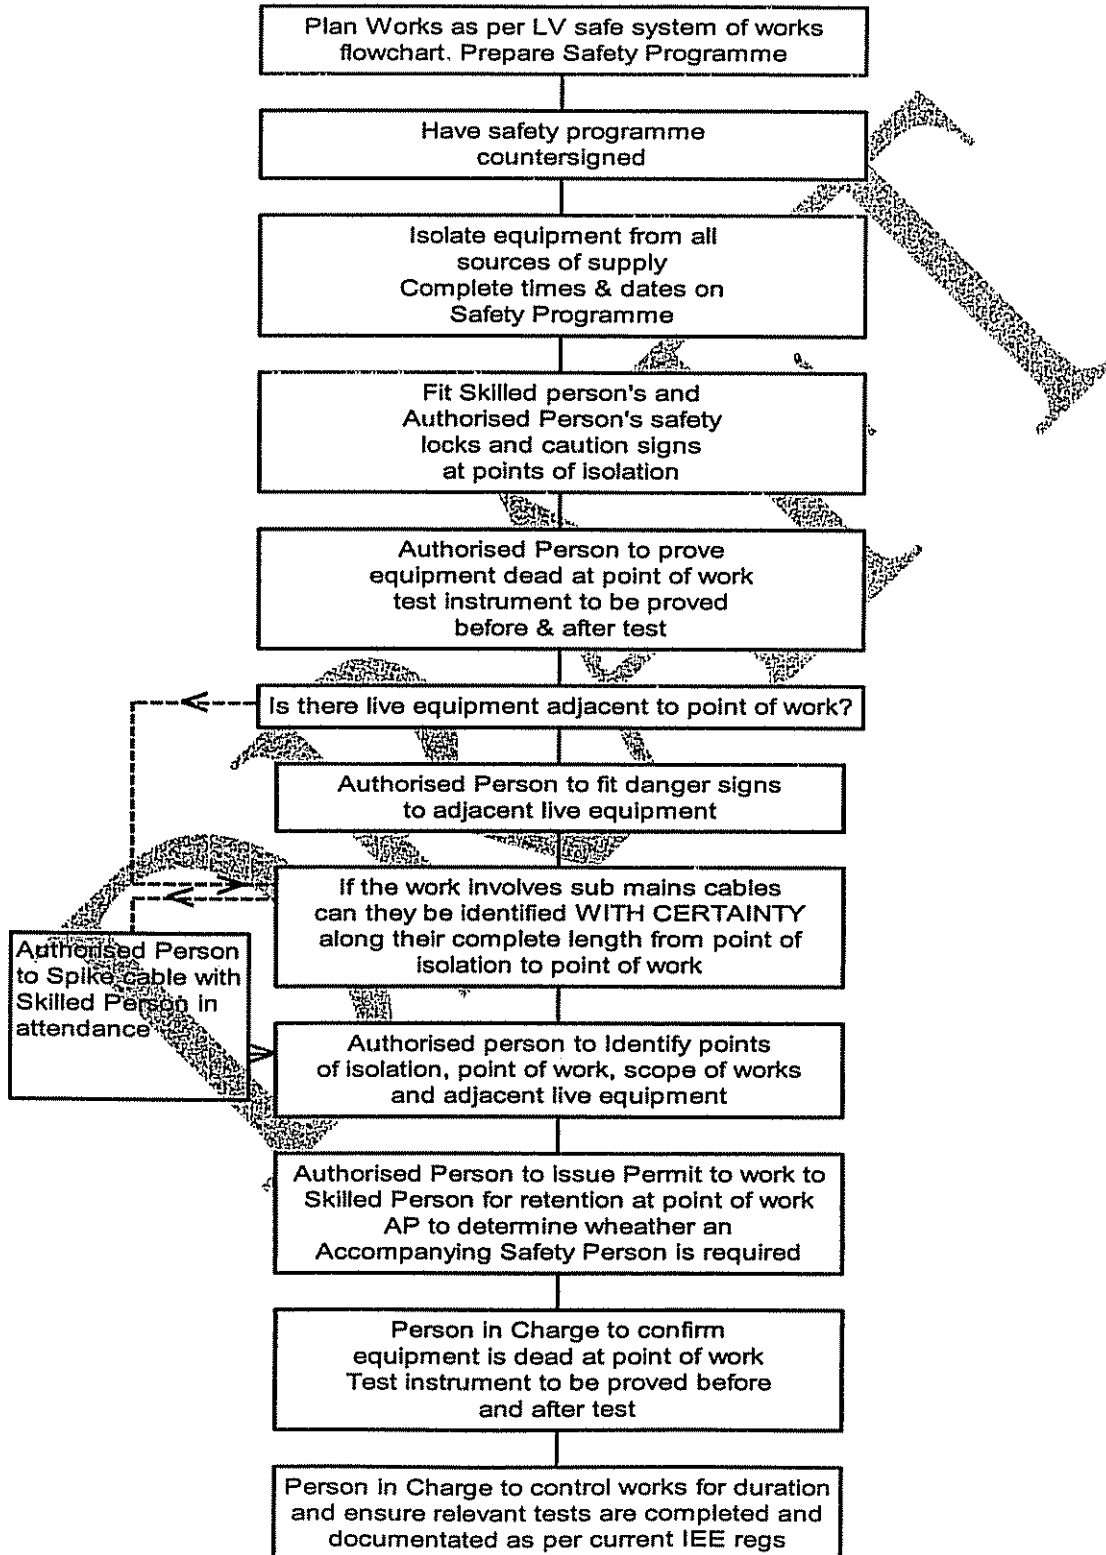 Plan Works as per LV safe system of works
flowchart. Prepare Safety Programme
Have safety programme
countersigned
Isolate equipment from all
sources of supply
Complete times & dates on
Safety Programme
Fit Skilled person's and
Authorised Person's safety
locks and caution signs
at points of isolation
Authorised Person to prove
equipment dead at point of work
test instrument to be proved
before & after test
Is there live equipment adjacent to point of work?
Authorised Person to fit danger signs
to adjacent live equipment
If the work involves sub mains cables
can they be identified WITH CERTAINTY
along their complete length from point of
isolation to point of work
Authorised Person
to Spike cable with
Skilled Person in
attendance
Authorised person to Identify points
of isolation, point of work, scope of works
and adjacent live equipment
Authorised Person to issue Permit to work to
Skilled Person for retention at point of work
AP to determine wheather an
Accompanying Safety Person is required
Person in Charge to confirm
equipment is dead at point of work
Test instrument to be proved before
and after test
Person in Charge to control works for duration
and ensure relevant tests are completed and
documentated as per current IEE regs